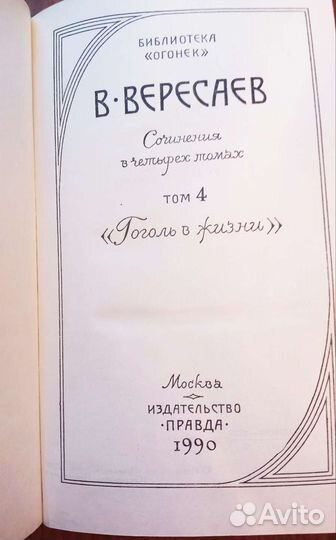 БИБЛИОТЕКА
«ОГОНЕК»
В·ВЕРЕСАЕВ
Сочинения
в четырех томах
ТОМ 4
«Гоголь в жизни»
Москва
ИЗДАТЕЛЬСТВО
·ПРАВДА·
1990
Avito